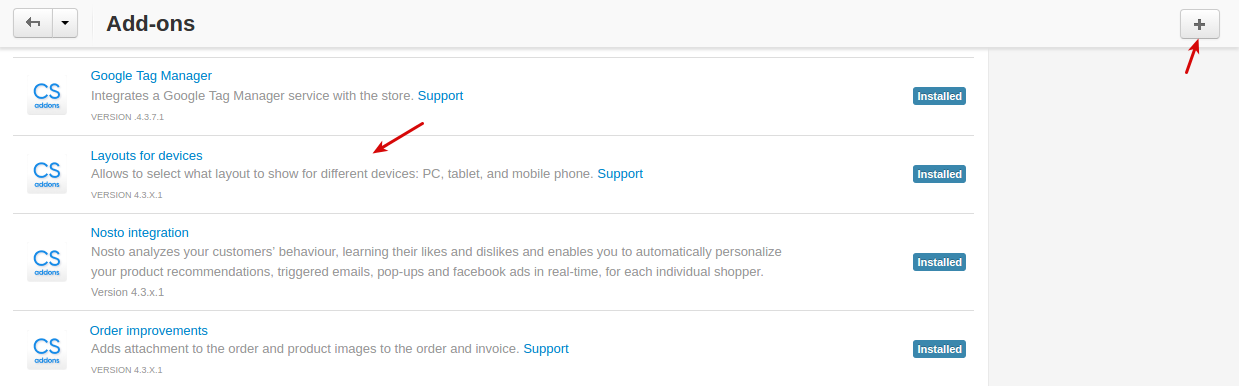 Add-ons
CS
addons
Google Tag Manager
Integrates a Google Tag Manager service with the store. Support
VERSION .4.3.7.1
Installed
CS
addons
Layouts for devices
Allows to select what layout to show for different devices: PC, tablet, and mobile phone. Support
VERSION 4.3.X.1
Installed
CS
addons
Nosto integration
Nosto analyzes your customers’ behaviour, learning their likes and dislikes and enables you to automatically personalize
your product recommendations, triggered emails, pop-ups and facebook ads in real-time, for each individual shopper.
Version 4.3.x.1
Installed
CS
addons
Order improvements
Adds attachment to the order and product images to the order and invoice. Support
VERSION 4.3.X.1
Installed